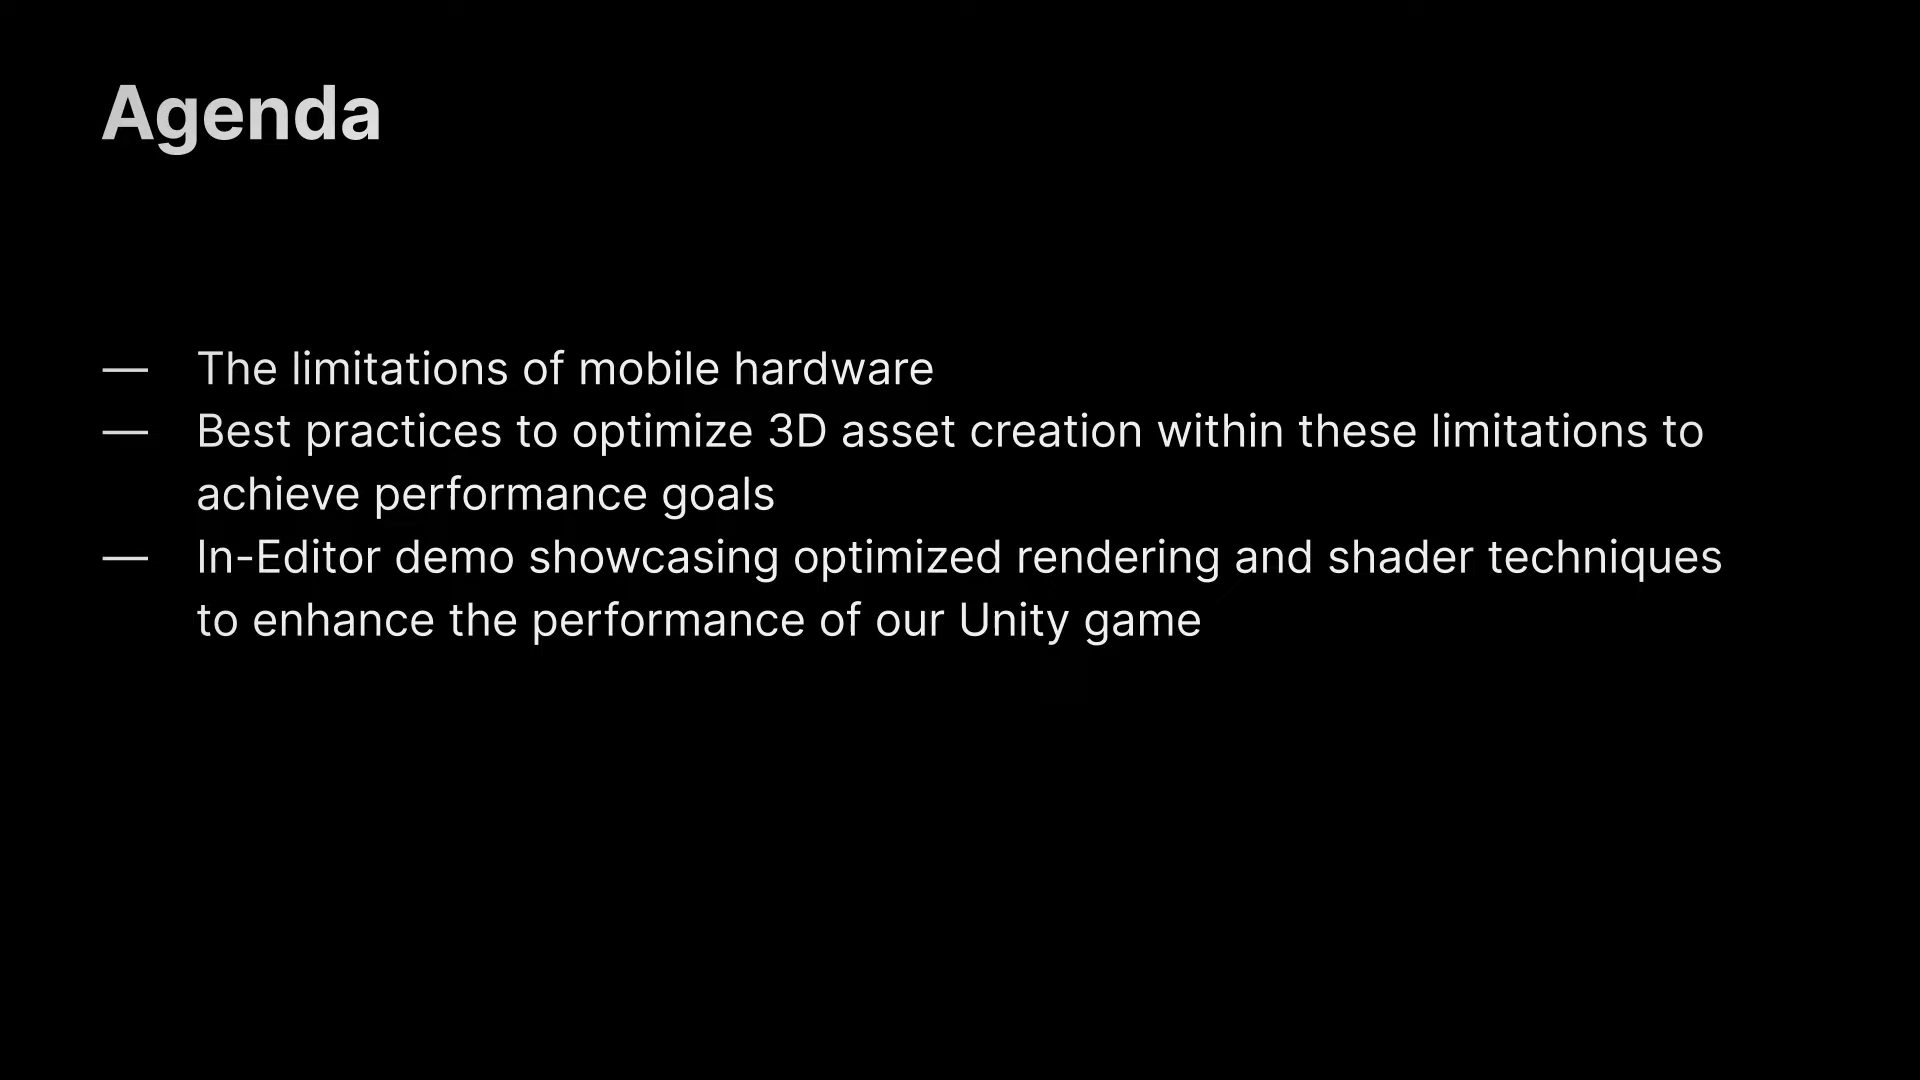 Agenda
— The limitations of mobile hardware
— Best practices to optimize 3D asset creation within these limitations to
achieve performance goals
— In-Editor demo showcasing optimized rendering and shader techniques
to enhance the performance of our Unity game